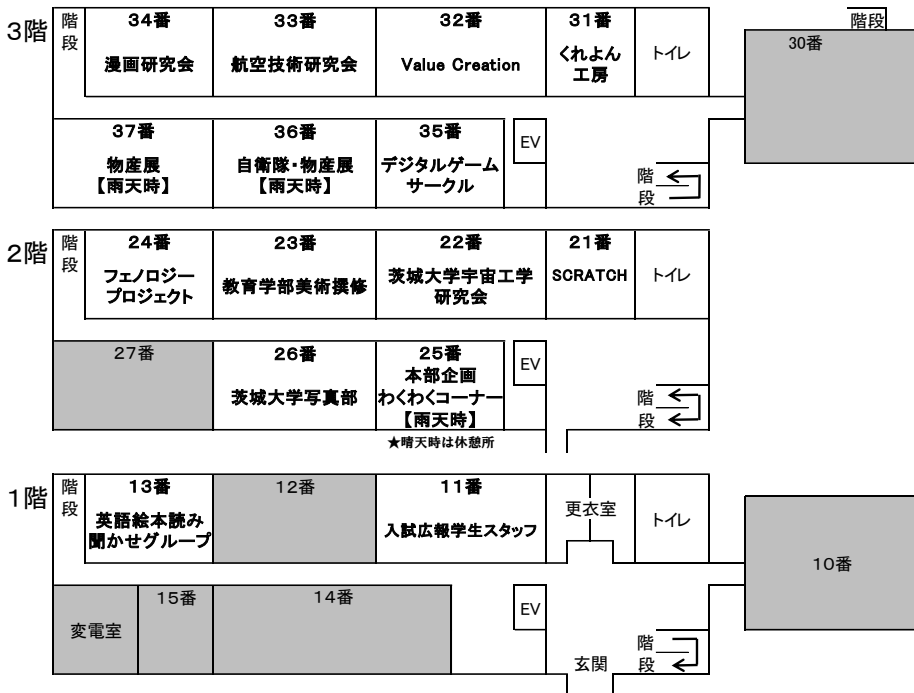 3階
階段
34番
漫画研究会
33番
航空技術研究会
32番
Value Creation
31番
くれよん
工房
トイレ
階段
30番
37番
物産展
【雨天時】
36番
自衛隊・物産展
【雨天時】
35番
デジタルゲーム
サークル
EV
階
段
2階
階段
24番
フェノロジー
プロジェクト
23番
教育学部美術撰修
22番
茨城大学宇宙工学
研究会
21番
SCRATCH
トイレ
27番
26番
茨城大学写真部
25番
本部企画
わくわくコーナー
【雨天時】
★晴天時は休憩所
EV
階
段
1階
階段
13番
英語絵本読み
聞かせグループ
12番
11番
入試広報学生スタッフ
更衣室
トイレ
10番
変電室
15番
14番
EV
玄関
階
段